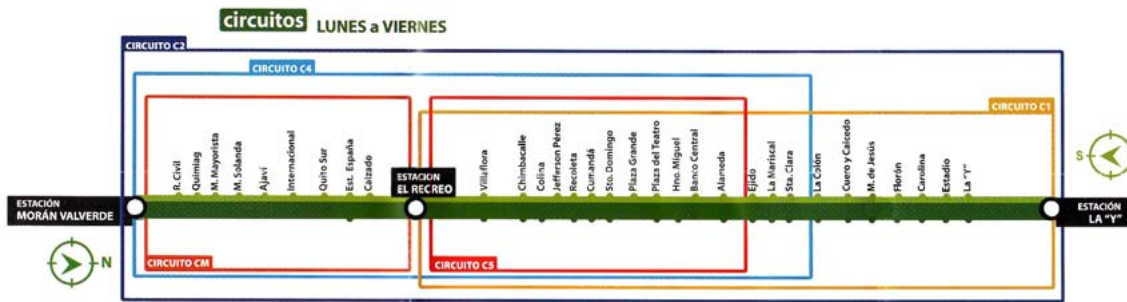 circuitos LUNES a VIERNES
CIRCUITO C2
CIRCUITO C4
CIRCUITO C1
R. Civil
Quimiag
M. Mayorista
M. Solanda
Ajaví
Internacional
Quito Sur
Est. España
Calzado
ESTACIÓN
EL RECREO
Villaflora
Chimbacalle
Colina
Jefferson Pérez
Recoleta
Cumandá
Sto. Domingo
Plaza Grande
Plaza del Teatro
Hno. Miguel
Banco Central
Alameda
Ejido
La Mariscal
Sta. Clara
La Colón
Cuero y Caicedo
M. de Jesús
Florón
Carolina
Estadio
La "Y"
S
ESTACIÓN
MORÁN VALVERDE
ESTACIÓN
LA "Y"
N
CIRCUITO CM
CIRCUITO C5